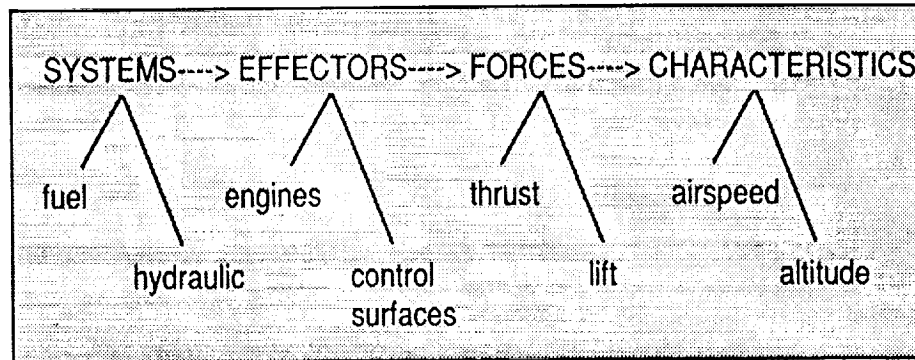 SYSTEMS----> EFFECTORS----> FORCES----> CHARACTERISTICS
fuel engines thrust airspeed
hydraulic control surfaces lift altitude